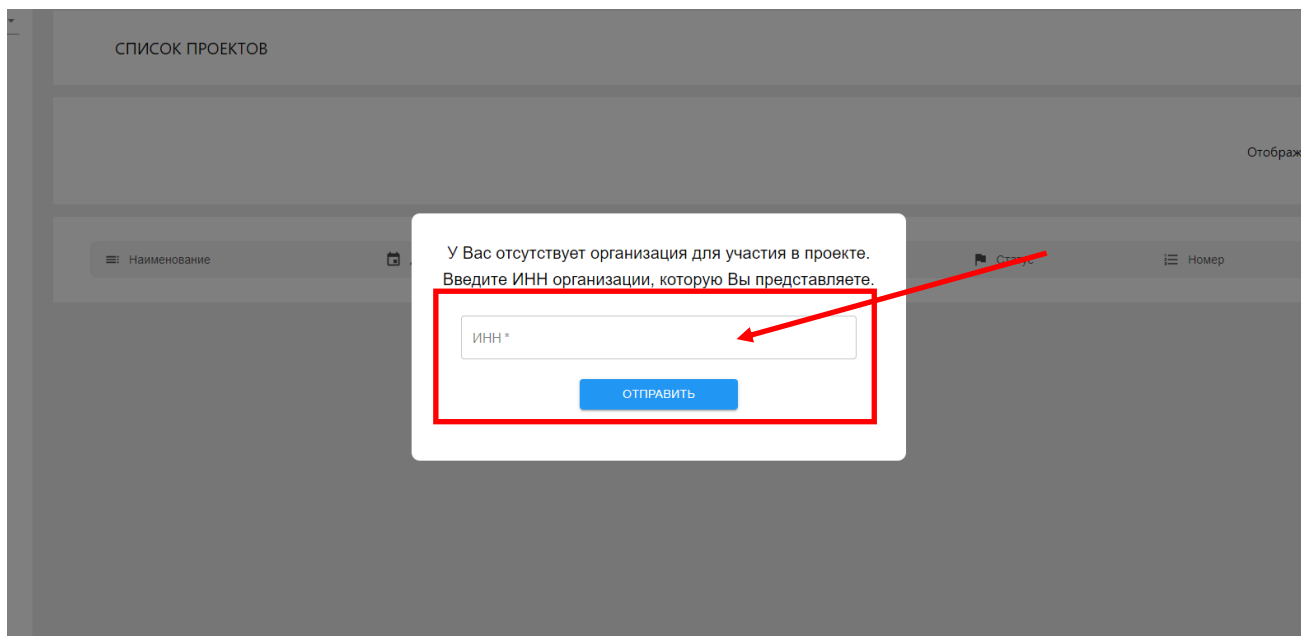 СПИСОК ПРОЕКТОВ
Отображ
У Вас отсутствует организация для участия в проекте.
Наименование
Статус
Номер
Введите ИНН организации, которую Вы представляете.
ИНН *
ОТПРАВИТЬ